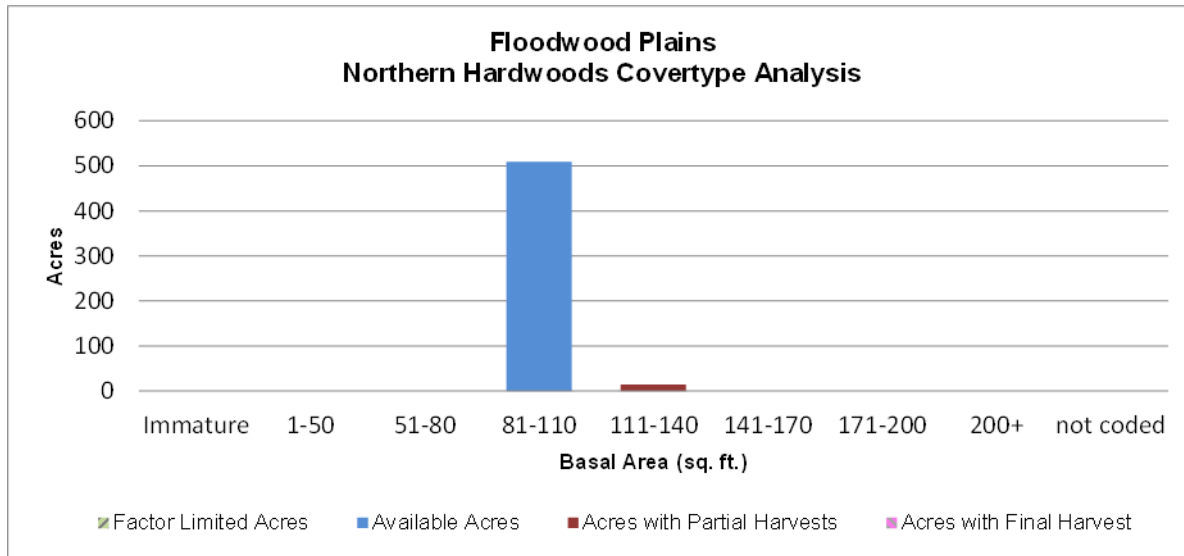 Floodwood Plains
Northern Hardwoods Covertype Analysis
600
500
400
300
200
100
0
Acres
Immature 1-50 51-80 81-110 111-140 141-170 171-200 200+ not coded
Basal Area (sq. ft.)
Factor Limited Acres Available Acres Acres with Partial Harvests Acres with Final Harvest